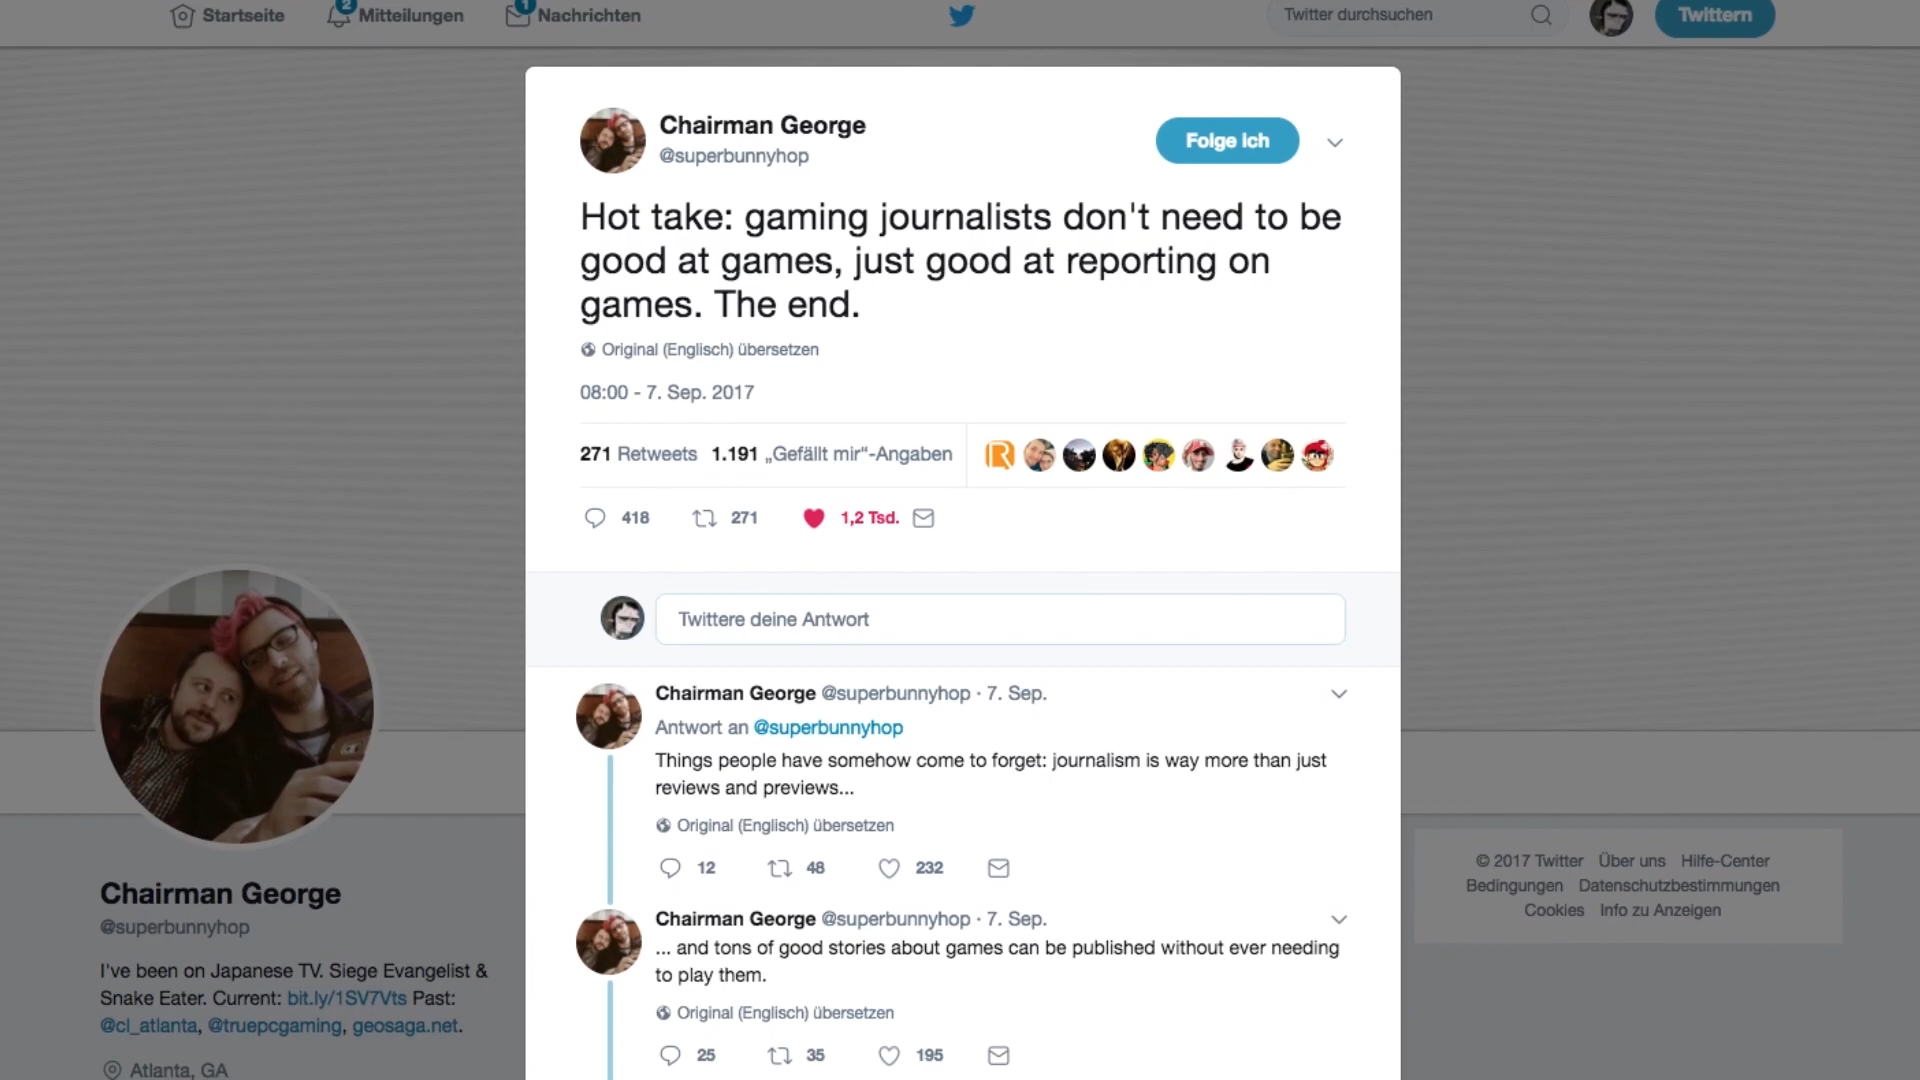 Startseite
2
Mitteilungen
1
Nachrichten
Twitter durchsuchen
Twittern
Chairman George
@superbunnyhop
Folge ich
Hot take: gaming journalists don't need to be
good at games, just good at reporting on
games. The end.
Original (Englisch) übersetzen
08:00 - 7. Sep. 2017
271 Retweets 1.191 „Gefällt mir“-Angaben
R
418 271 1,2 Tsd.
Twittere deine Antwort
Chairman George @superbunnyhop · 7. Sep.
Antwort an @superbunnyhop
Things people have somehow come to forget: journalism is way more than just
reviews and previews...
Original (Englisch) übersetzen
12 48 232
Chairman George @superbunnyhop · 7. Sep.
... and tons of good stories about games can be published without ever needing
to play them.
Original (Englisch) übersetzen
25 35 195
Chairman George
@superbunnyhop
I've been on Japanese TV. Siege Evangelist &
Snake Eater. Current: bit.ly/1SV7Vts Past:
@cl_atlanta, @truepcgaming, geosaga.net.
Atlanta, GA
© 2017 Twitter Über uns Hilfe-Center
Bedingungen Datenschutzbestimmungen
Cookies Info zu Anzeigen